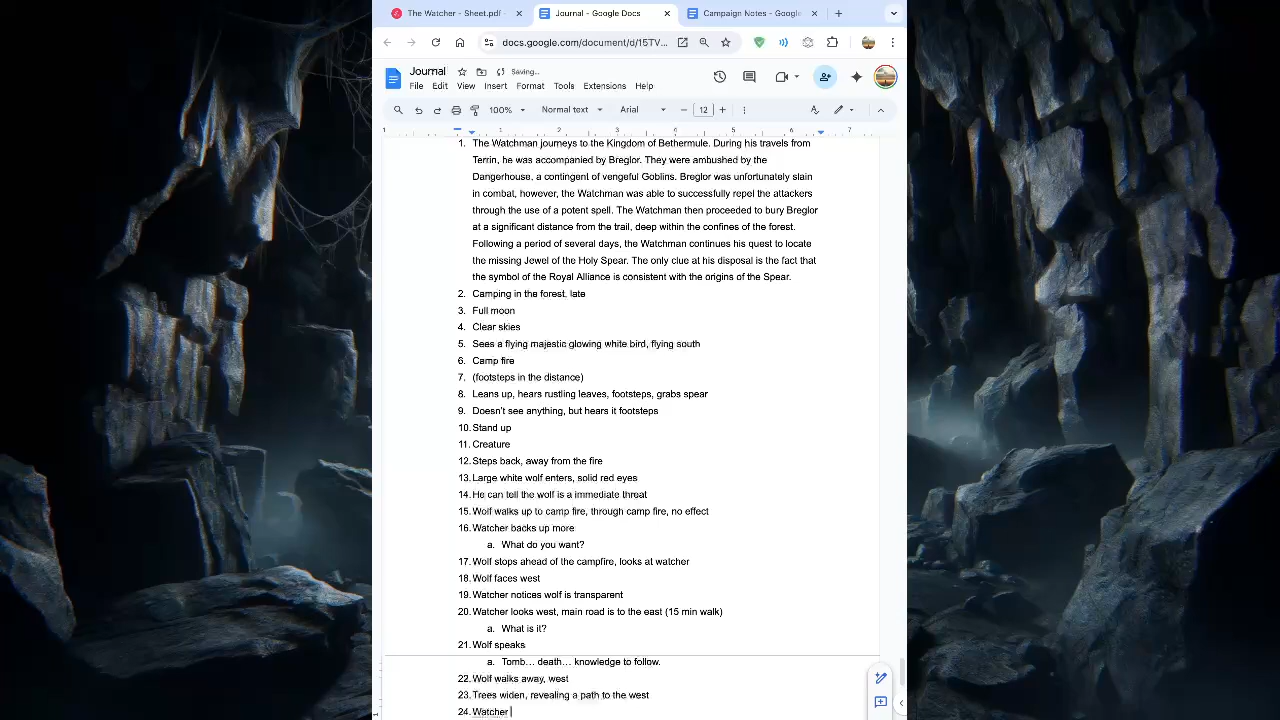 The Watcher - Sheet.pdf -
Journal - Google Docs
Campaign Notes - Google
docs.google.com/document/d/15TV...
Journal
Saving...
File Edit View Insert Format Tools Extensions Help
100% Normal text Arial 12
1 1 2 3 4 5 6 7
1. The Watchman journeys to the Kingdom of Bethermule. During his travels from
Terrin, he was accompanied by Breglor. They were ambushed by the
Dangerhouse, a contingent of vengeful Goblins. Breglor was unfortunately slain
in combat, however, the Watchman was able to successfully repel the attackers
through the use of a potent spell. The Watchman then proceeded to bury Breglor
at a significant distance from the trail, deep within the confines of the forest.
Following a period of several days, the Watchman continues his quest to locate
the missing Jewel of the Holy Spear. The only clue at his disposal is the fact that
the symbol of the Royal Alliance is consistent with the origins of the Spear.
2. Camping in the forest, late
3. Full moon
4. Clear skies
5. Sees a flying majestic glowing white bird, flying south
6. Camp fire
7. (footsteps in the distance)
8. Leans up, hears rustling leaves, footsteps, grabs spear
9. Doesn't see anything, but hears it footsteps
10. Stand up
11. Creature
12. Steps back, away from the fire
13. Large white wolf enters, solid red eyes
14. He can tell the wolf is a immediate threat
15. Wolf walks up to camp fire, through camp fire, no effect
16. Watcher backs up more
a. What do you want?
17. Wolf stops ahead of the campfire, looks at watcher
18. Wolf faces west
19. Watcher notices wolf is transparent
20. Watcher looks west, main road is to the east (15 min walk)
a. What is it?
21. Wolf speaks
a. Tomb... death... knowledge to follow.
22. Wolf walks away, west
23. Trees widen, revealing a path to the west
24. Watcher